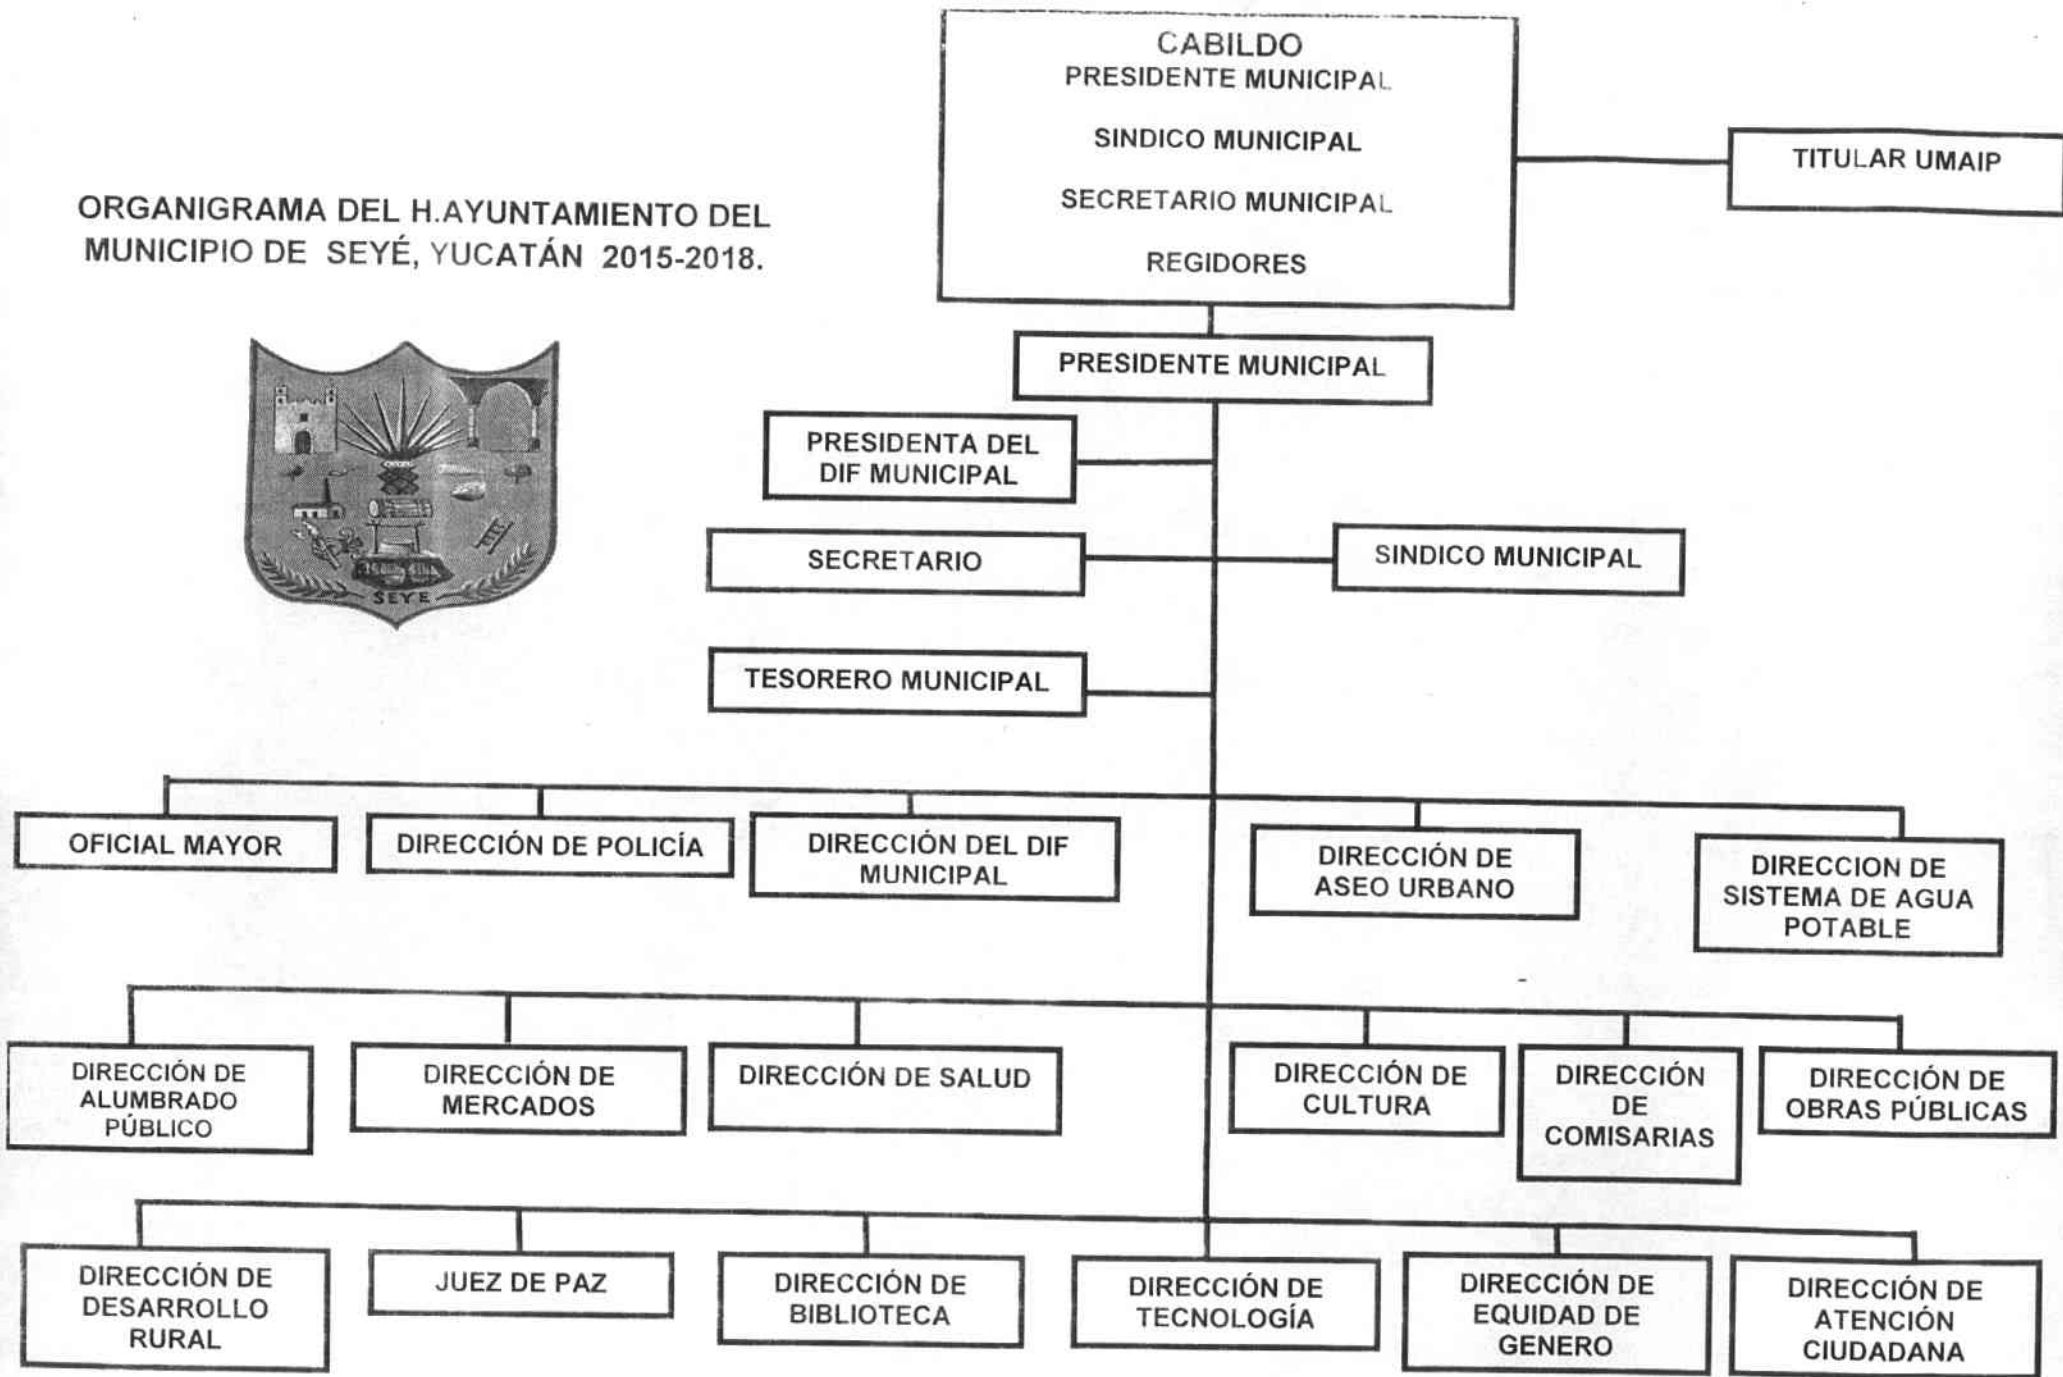 CABILDO
PRESIDENTE MUNICIPAL
SINDICO MUNICIPAL
SECRETARIO MUNICIPAL
REGIDORES
TITULAR UMAIP
ORGANIGRAMA DEL H.AYUNTAMIENTO DEL
MUNICIPIO DE SEYÉ, YUCATÁN 2015-2018.
SEYE
PRESIDENTE MUNICIPAL
PRESIDENTA DEL
DIF MUNICIPAL
SECRETARIO
SINDICO MUNICIPAL
TESORERO MUNICIPAL
OFICIAL MAYOR
DIRECCIÓN DE POLICÍA
DIRECCIÓN DEL DIF
MUNICIPAL
DIRECCIÓN DE
ASEO URBANO
DIRECCION DE
SISTEMA DE AGUA
POTABLE
DIRECCIÓN DE
ALUMBRADO
PÚBLICO
DIRECCIÓN DE
MERCADOS
DIRECCIÓN DE SALUD
DIRECCIÓN DE
CULTURA
DIRECCIÓN
DE
COMISARIAS
DIRECCIÓN DE
OBRAS PÚBLICAS
DIRECCIÓN DE
DESARROLLO
RURAL
JUEZ DE PAZ
DIRECCIÓN DE
BIBLIOTECA
DIRECCIÓN DE
TECNOLOGÍA
DIRECCIÓN DE
EQUIDAD DE
GENERO
DIRECCIÓN DE
ATENCIÓN
CIUDADANA